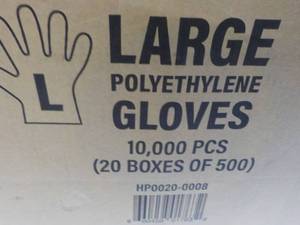 LARGE
L
POLYETHYLENE
GLOVES
10,000 PCS
(20 BOXES OF 500)
HP0020-0008